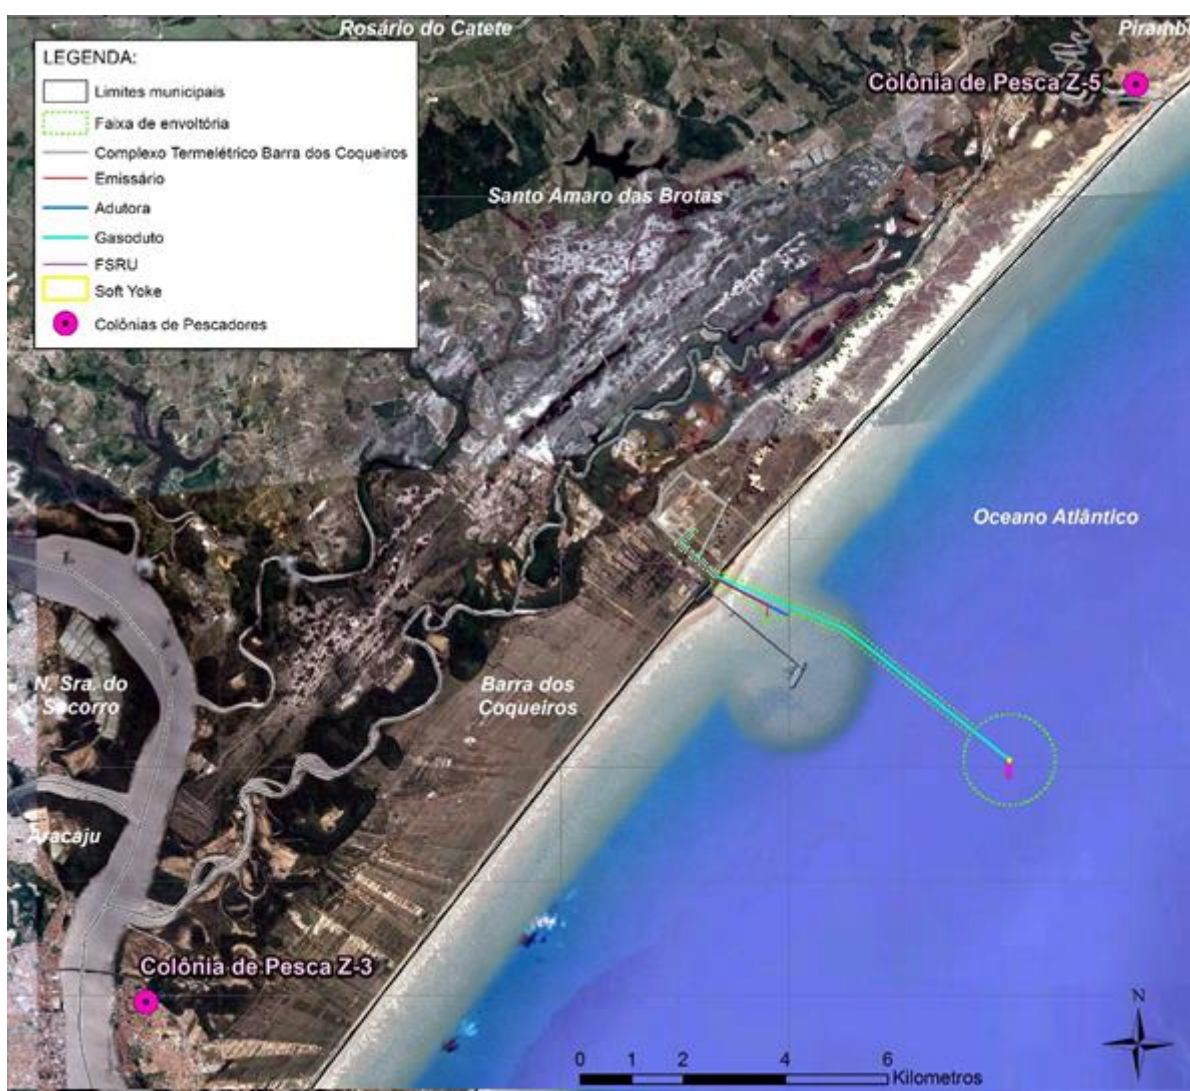 Rosário do Catete
LEGENDA:
Limites municipais
Faixa de envoltória
Complexo Termelétrico Barra dos Coqueiros
Emissário
Adutora
Gasoduto
FSRU
Soft Yoke
Colônias de Pescadores
Colônia de Pesca Z-5
Santo Amaro das Brotas
Oceano Atlântico
N. Sra. do
Socorro
Barra dos
Coqueiros
Aracaju
Colônia de Pesca Z-3
N
0 1 2 4 6
Kilometros